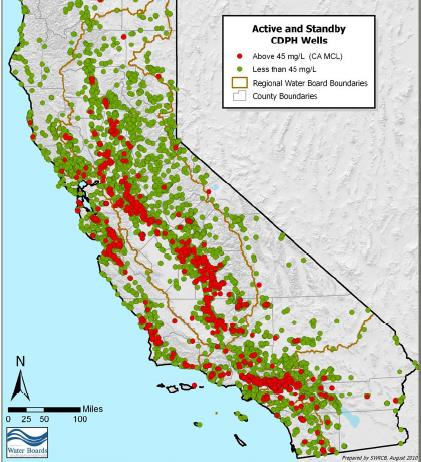 Active and Standby
CDPH Wells
Above 45 mg/L (CA MCL)
Less than 45 mg/L
Regional Water Board Boundaries
County Boundaries
N
Miles
0 25 50 100
Water Boards
Prepared by SWRCB, August 2010